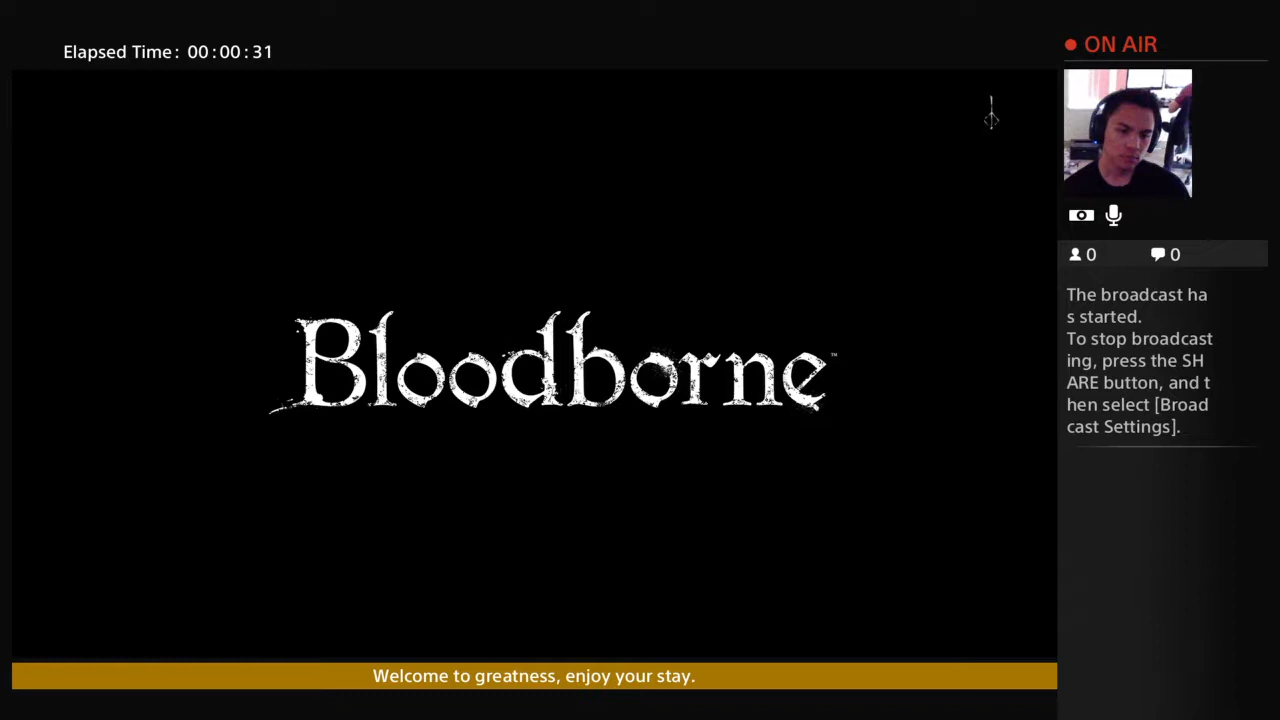 Elapsed Time: 00:00:31
ON AIR
0 0
Bloodborne™
The broadcast ha
s started.
To stop broadcast
ing, press the SH
ARE button, and t
hen select [Broad
cast Settings].
Welcome to greatness, enjoy your stay.